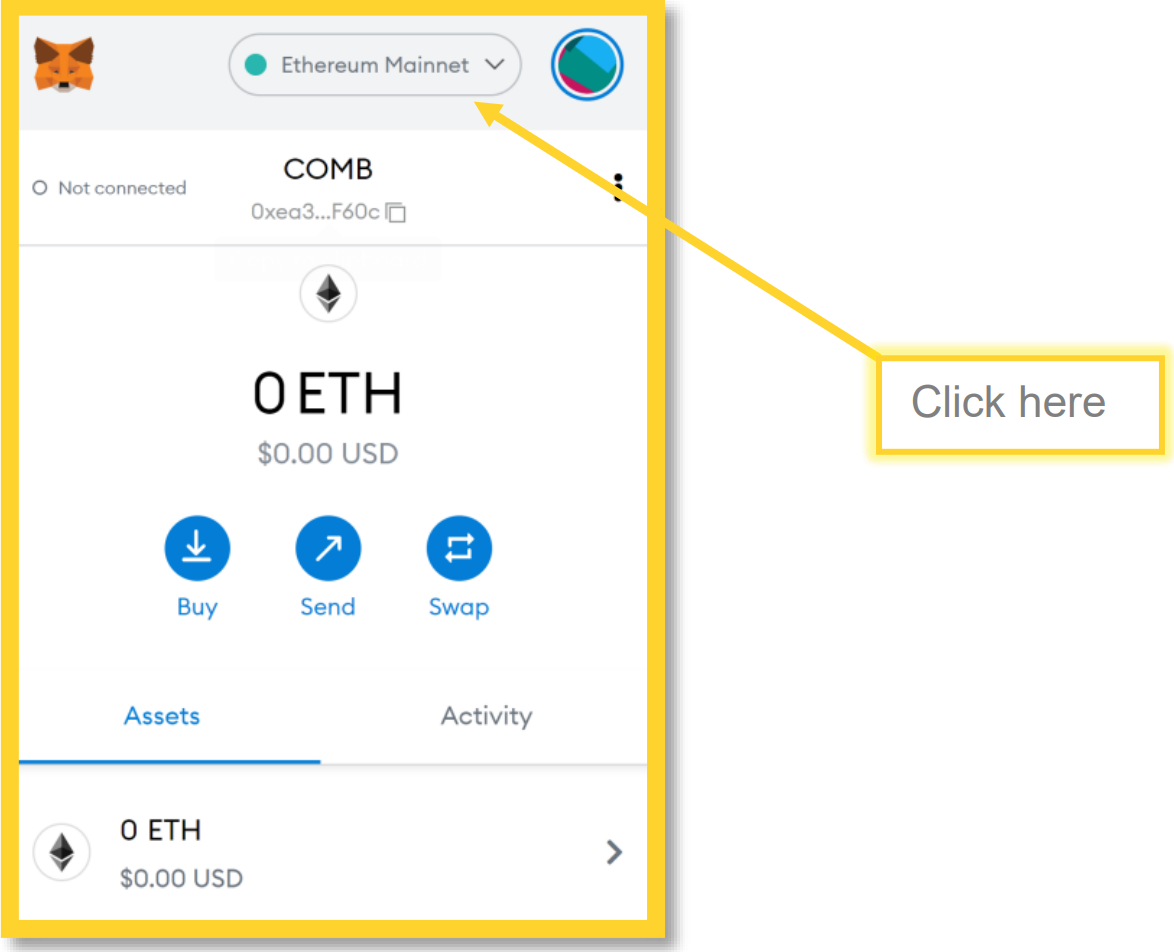 Ethereum Mainnet
Not connected
COMB
0xea3...F60c
0 ETH
$0.00 USD
Buy
Send
Swap
Assets
Activity
0 ETH
$0.00 USD
Click here